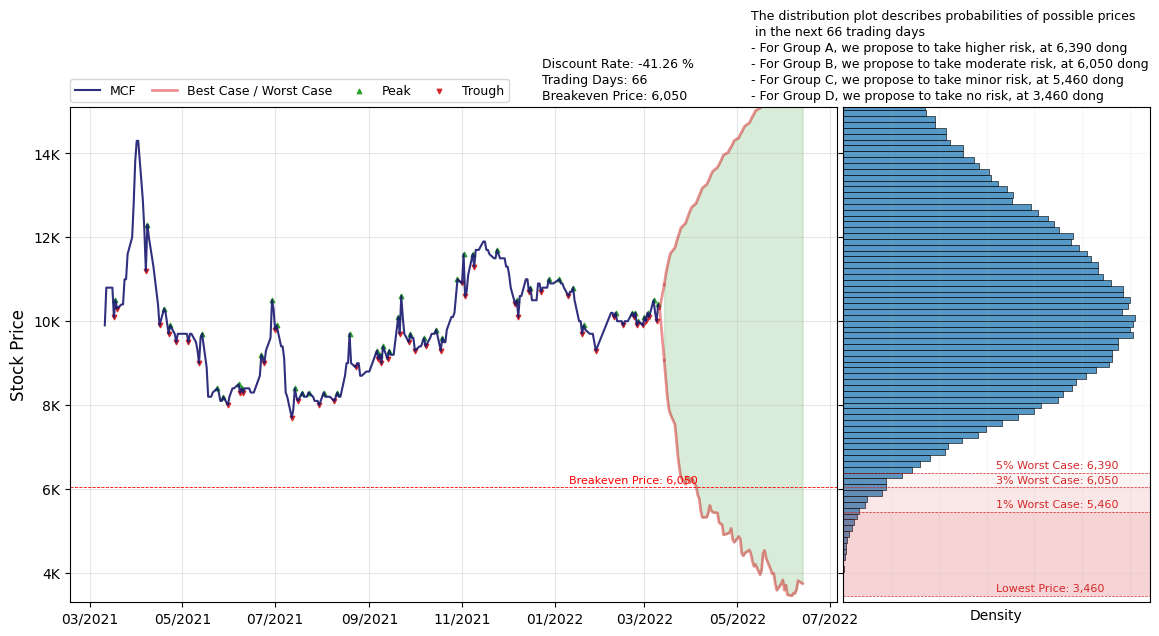 The distribution plot describes probabilities of possible prices
in the next 66 trading days
- For Group A, we propose to take higher risk, at 6,390 dong
- For Group B, we propose to take moderate risk, at 6,050 dong
- For Group C, we propose to take minor risk, at 5,460 dong
- For Group D, we propose to take no risk, at 3,460 dong
Discount Rate: -41.26 %
Trading Days: 66
Breakeven Price: 6,050
MCF
Best Case / Worst Case
Peak
Trough
Stock Price
14K
12K
10K
8K
6K
4K
Breakeven Price: 6,050
5% Worst Case: 6,390
3% Worst Case: 6,050
1% Worst Case: 5,460
Lowest Price: 3,460
03/2021
05/2021
07/2021
09/2021
11/2021
01/2022
03/2022
05/2022
07/2022
Density